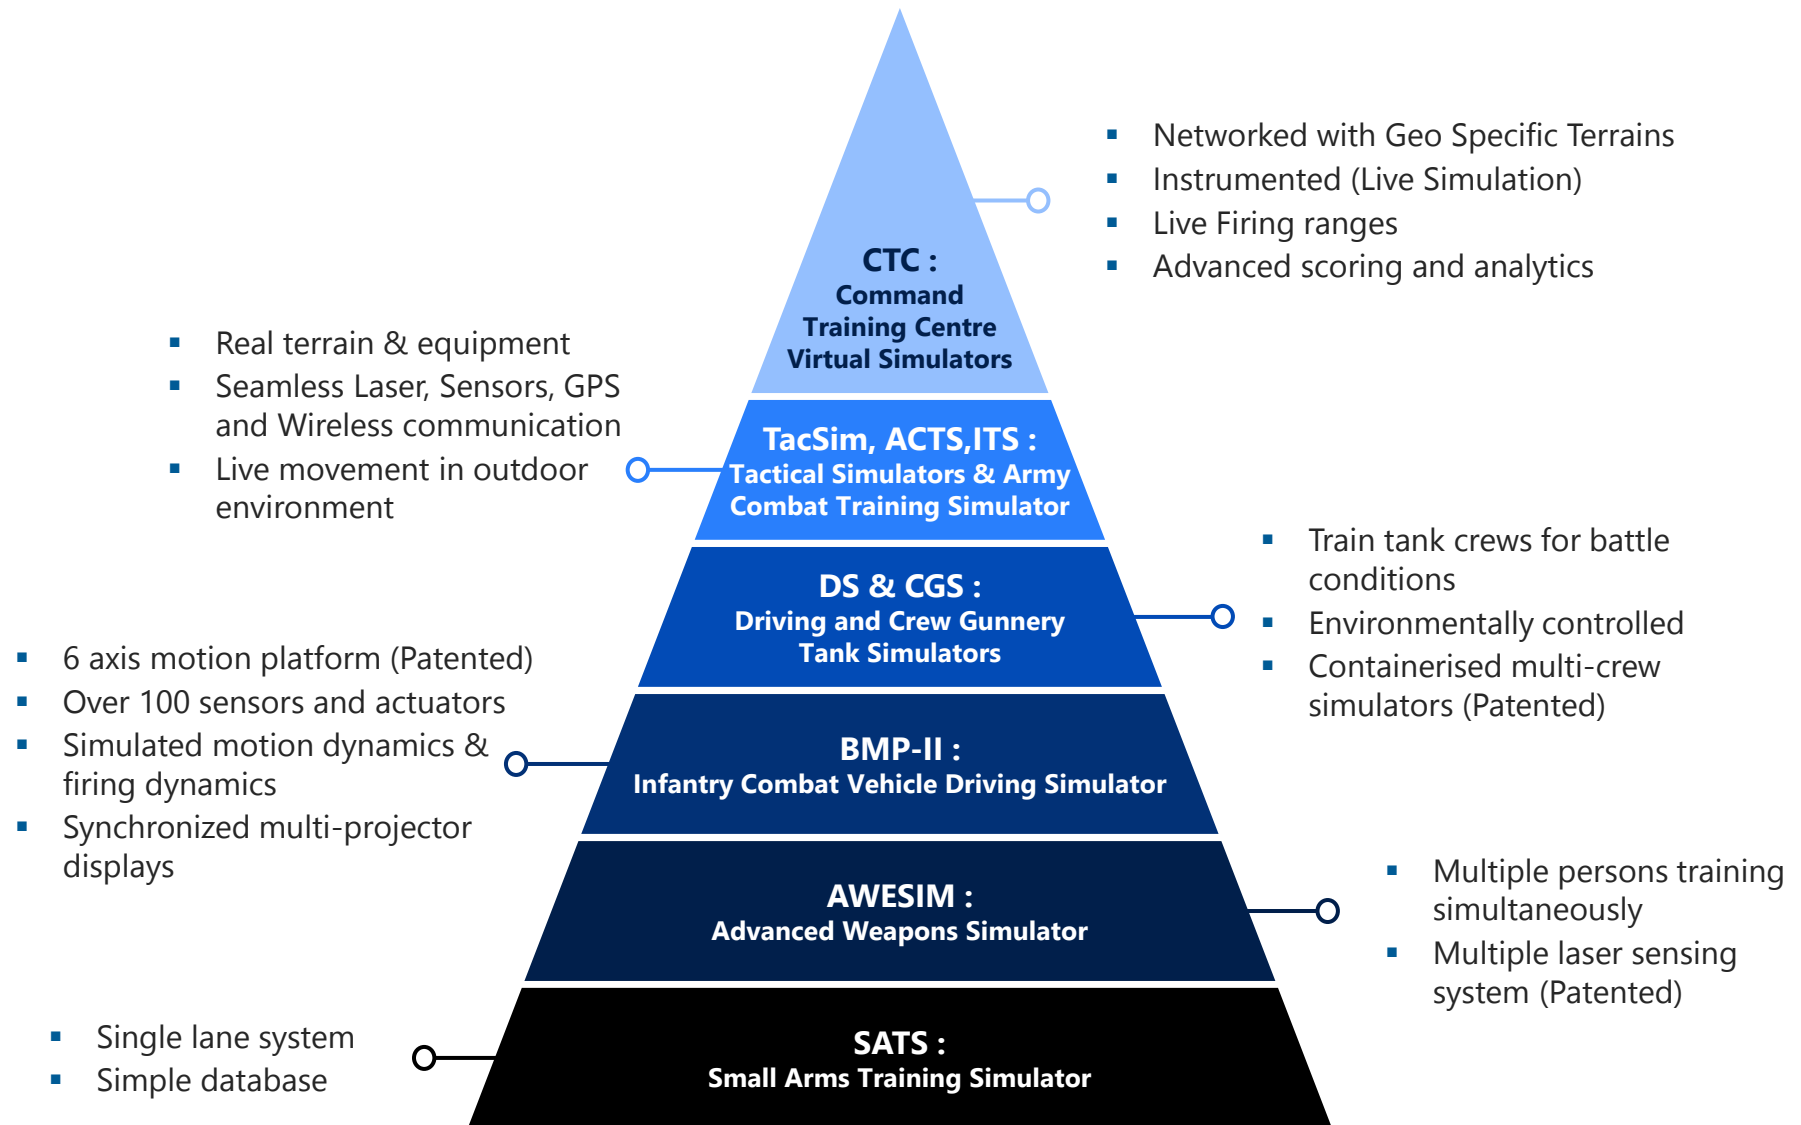 Networked with Geo Specific Terrains
Instrumented (Live Simulation)
Live Firing ranges
Advanced scoring and analytics
CTC :
Command
Training Centre
Virtual Simulators
Real terrain & equipment
Seamless Laser, Sensors, GPS
and Wireless communication
Live movement in outdoor
environment
TacSim, ACTS,ITS :
Tactical Simulators & Army
Combat Training Simulator
Train tank crews for battle
conditions
Environmentally controlled
Containerised multi-crew
simulators (Patented)
DS & CGS :
Driving and Crew Gunnery
Tank Simulators
6 axis motion platform (Patented)
Over 100 sensors and actuators
Simulated motion dynamics &
firing dynamics
Synchronized multi-projector
displays
BMP-II :
Infantry Combat Vehicle Driving Simulator
Multiple persons training
simultaneously
Multiple laser sensing
system (Patented)
AWESIM :
Advanced Weapons Simulator
Single lane system
Simple database
SATS :
Small Arms Training Simulator